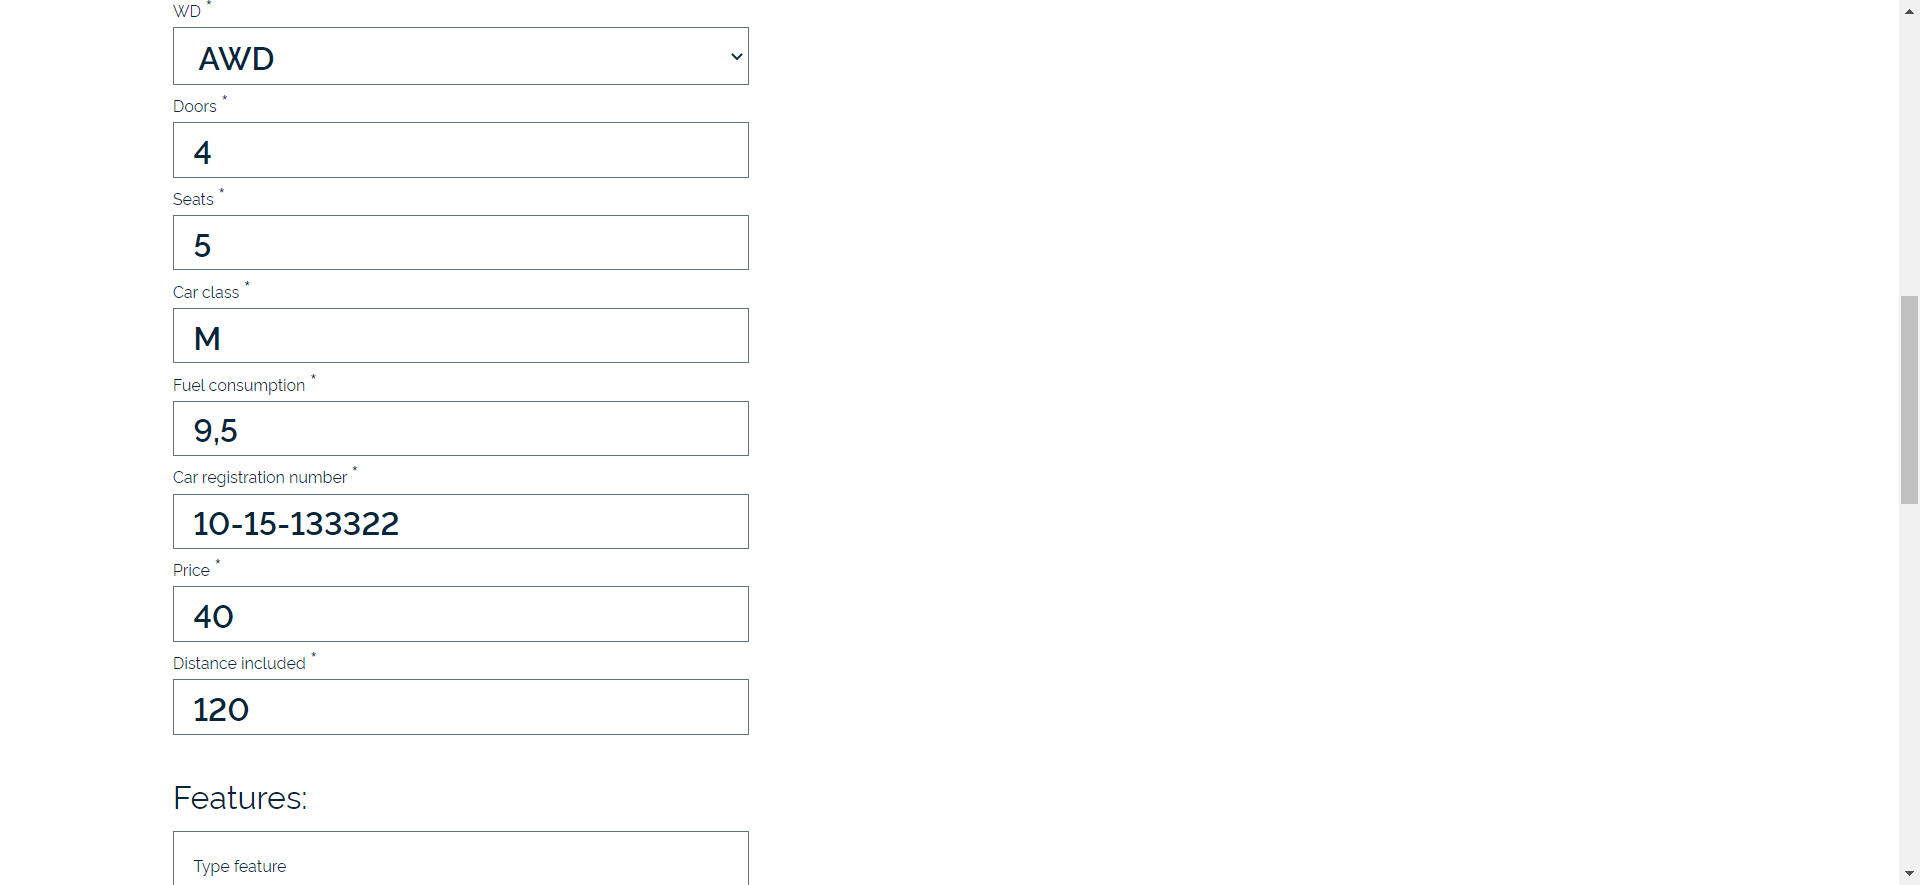 WD *
AWD
Doors *
4
Seats *
5
Car class *
M
Fuel consumption *
9,5
Car registration number *
10-15-133322
Price *
40
Distance included *
120
Features:
Type feature